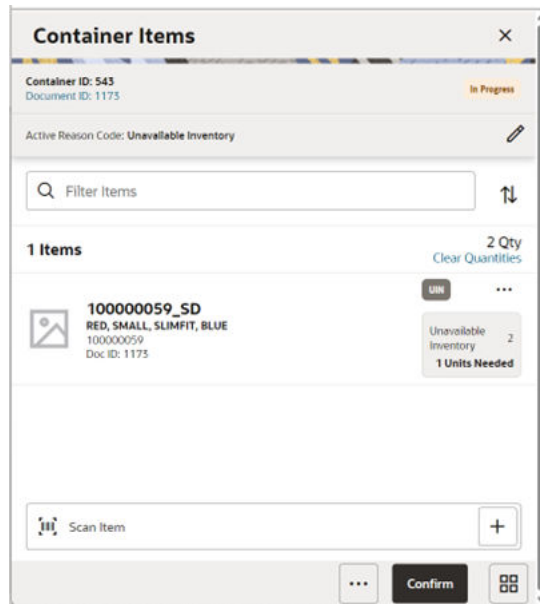 Container Items
Container ID: 543
Document ID: 1173
In Progress
Active Reason Code: Unavailable Inventory
Filter Items
1 Items
2 Qty
Clear Quantities
UIN
100000059_SD
RED, SMALL, SLIMFIT, BLUE
100000059
Doc ID: 1173
Unavailable
Inventory
2
1 Units Needed
Scan Item
Confirm